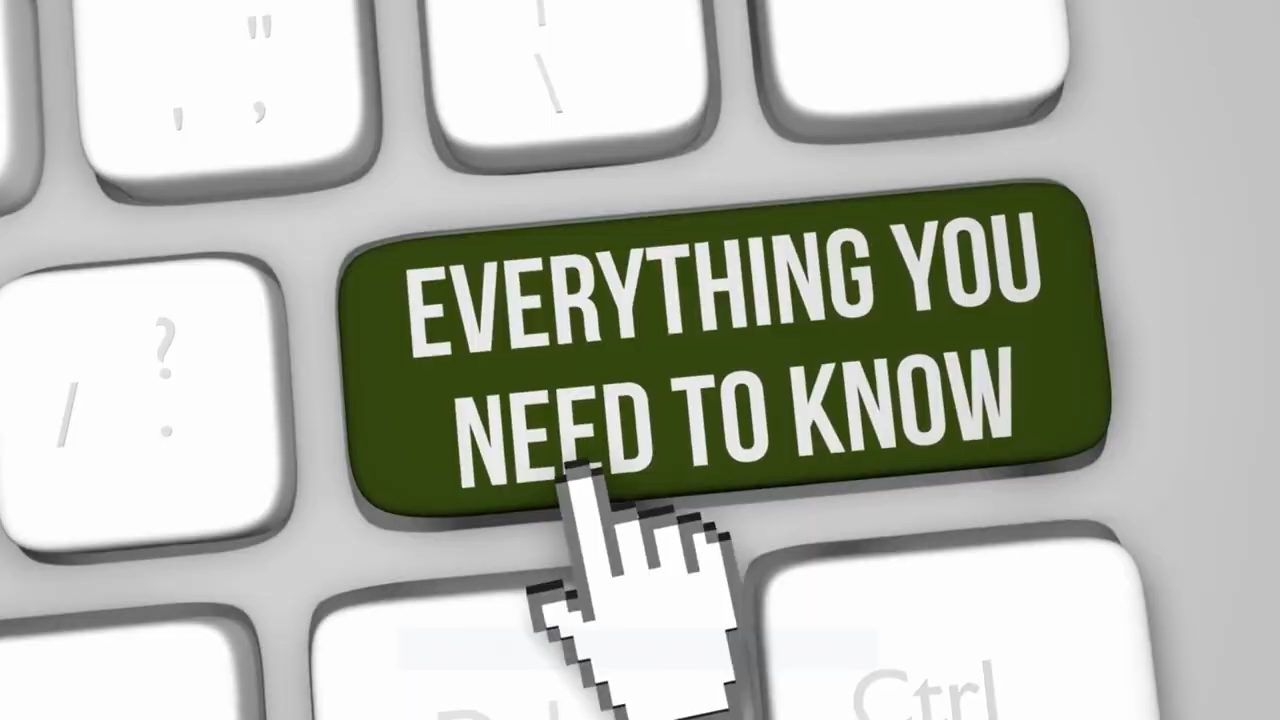 "
' ,
\
EVERYTHING YOU
NEED TO KNOW
?
/ .
Ctrl